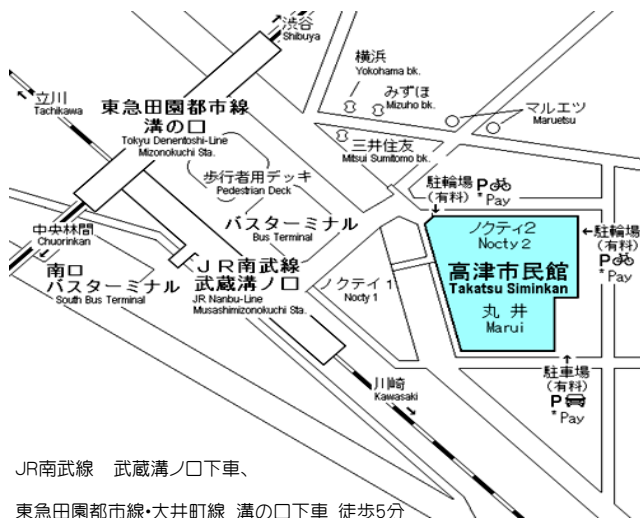 渋谷
Shibuya
横浜
Yokohama bk.
立川
Tachikawa
みずほ
Mizuho bk.
マルエツ
Maruetsu
東急田園都市線
溝の口
Tokyu Denentoshi-Line
Mizonokuchi Sta.
三井住友
Mitsui Sumitomo bk.
歩行者用デッキ
Pedestrian Deck
駐輪場 P
(有料) *Pay
バスターミナル
Bus Terminal
中央林間
Chuorinkan
ノクティ2
Nocty 2
←駐輪場
(有料)
P
*Pay
南口
バスターミナル
South Bus Terminal
JR南武線
武蔵溝ノ口
JR Nanbu-Line
Musashimizonokuchi Sta.
ノクテイ1
Nocty 1
高津市民館
Takatsu Siminkan
丸井
Marui
駐車場
(有料)
P
*Pay
川崎
Kawasaki
JR南武線 武蔵溝ノ口下車、
東急田園都市線・大井町線 溝の口下車 徒歩5分